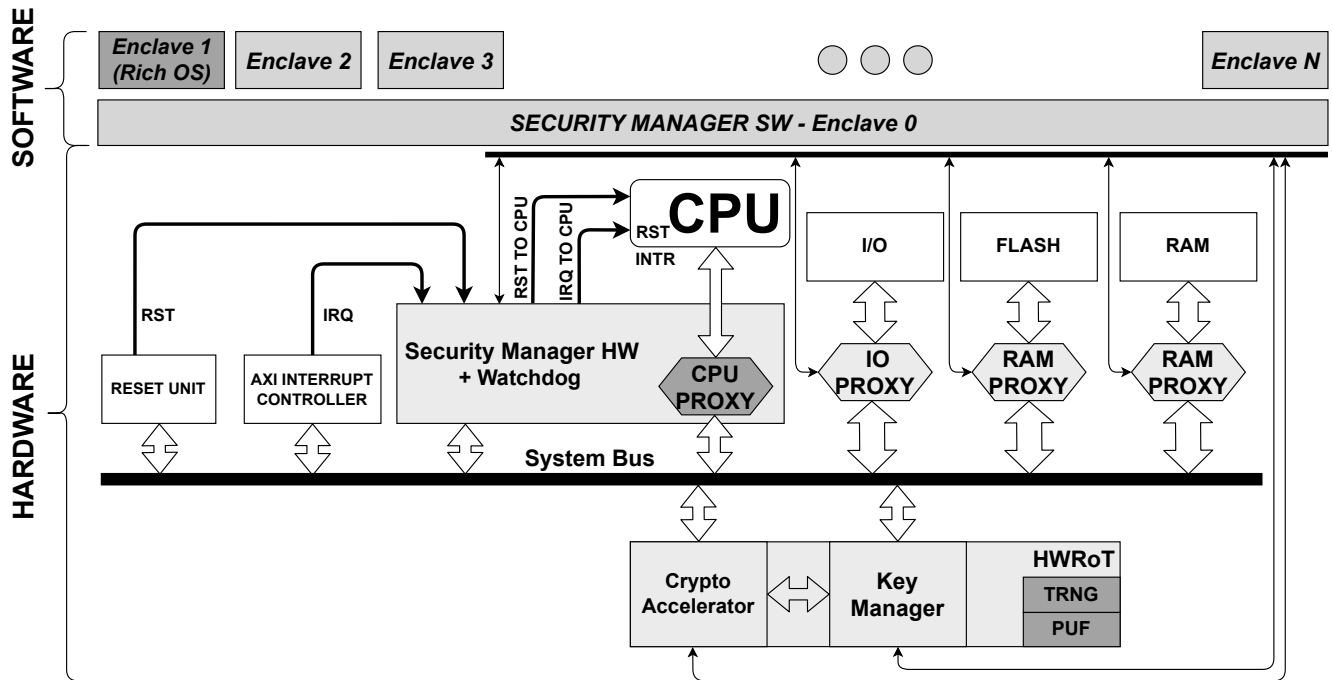 SOFTWARE
Enclave 1
(Rich OS)
Enclave 2
Enclave 3
Enclave N
SECURITY MANAGER SW - Enclave 0
HARDWARE
RST TO CPU
IRQ TO CPU
CPU
RST
INTR
I/O
FLASH
RAM
RST
IRQ
RESET UNIT
AXI INTERRUPT
CONTROLLER
Security Manager HW
+ Watchdog
CPU
PROXY
IO
PROXY
RAM
PROXY
RAM
PROXY
System Bus
Crypto
Accelerator
Key
Manager
HWRoT
TRNG
PUF